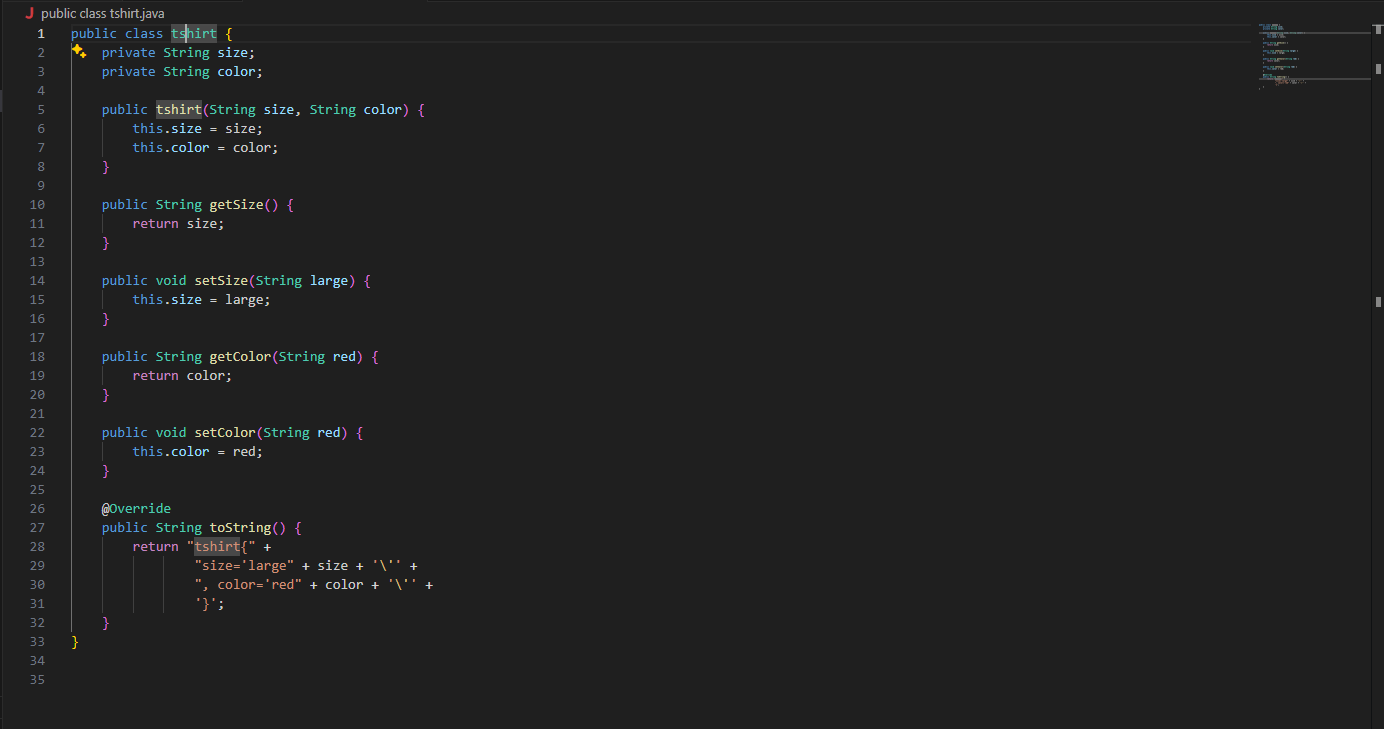 public class tshirt.java
1 public class tshirt {
2     private String size;
3     private String color;
4
5     public tshirt(String size, String color) {
6         this.size = size;
7         this.color = color;
8     }
9
10     public String getSize() {
11         return size;
12     }
13
14     public void setSize(String large) {
15         this.size = large;
16     }
17
18     public String getColor(String red) {
19         return color;
20     }
21
22     public void setColor(String red) {
23         this.color = red;
24     }
25
26     @Override
27     public String toString() {
28         return "tshirt{" +
29                 "size='large" + size + '\'' +
30                 ", color='red" + color + '\'' +
31                 '}';
32     }
33 }
34
35